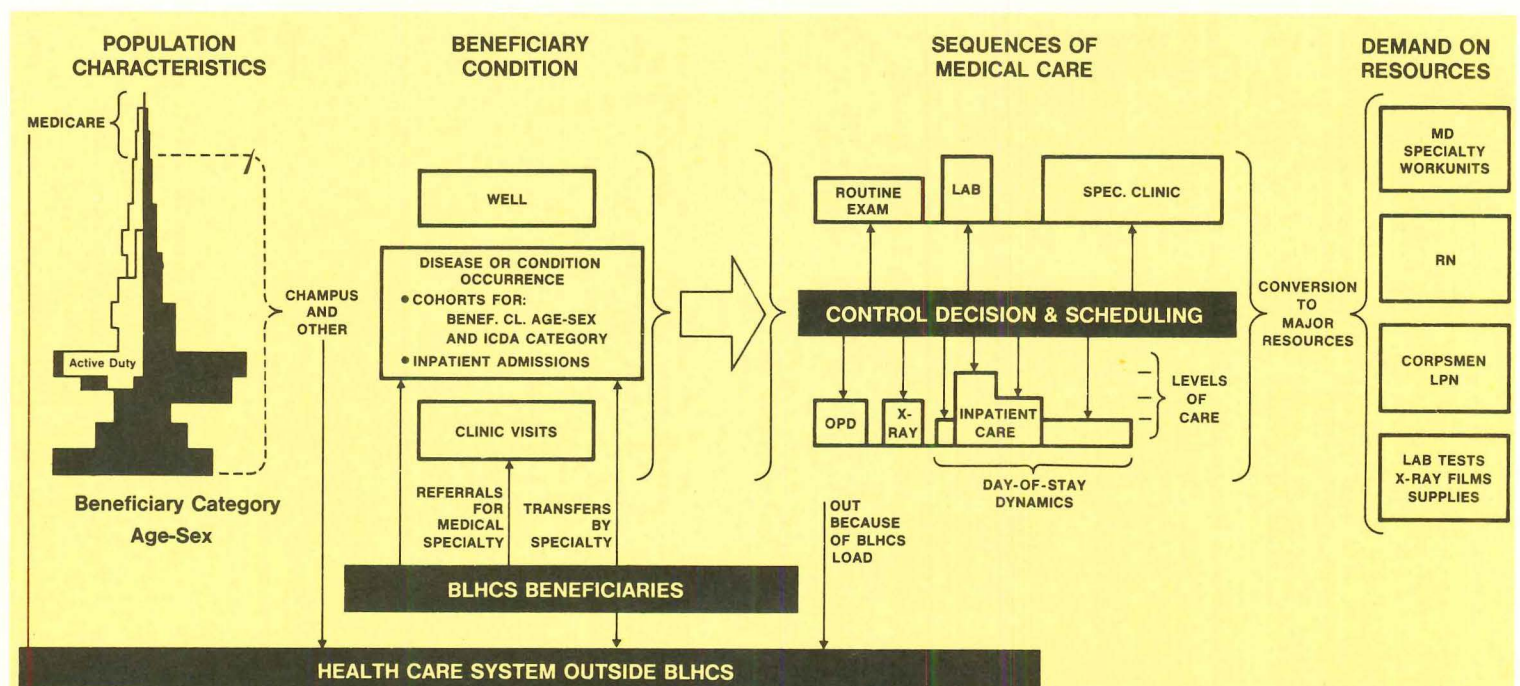 POPULATION
CHARACTERISTICS
MEDICARE
Active Duty
CHAMPUS
AND
OTHER
Beneficiary Category
Age-Sex
BENEFICIARY
CONDITION
WELL
DISEASE OR CONDITION
OCCURRENCE
• COHORTS FOR:
BENEF. CL. AGE-SEX
AND ICDA CATEGORY
• INPATIENT ADMISSIONS
CLINIC VISITS
REFERRALS
FOR
MEDICAL
SPECIALTY
TRANSFERS
BY
SPECIALTY
BLHCS BENEFICIARIES
SEQUENCES OF
MEDICAL CARE
ROUTINE
EXAM
LAB
SPEC. CLINIC
CONTROL DECISION & SCHEDULING
OPD
X-
RAY
INPATIENT
CARE
LEVELS
OF
CARE
DAY-OF-STAY
DYNAMICS
OUT
BECAUSE
OF BLHCS
LOAD
CONVERSION
TO
MAJOR
RESOURCES
DEMAND ON
RESOURCES
MD
SPECIALTY
WORKUNITS
RN
CORPSMEN
LPN
LAB TESTS
X-RAY FILMS
SUPPLIES
HEALTH CARE SYSTEM OUTSIDE BLHCS